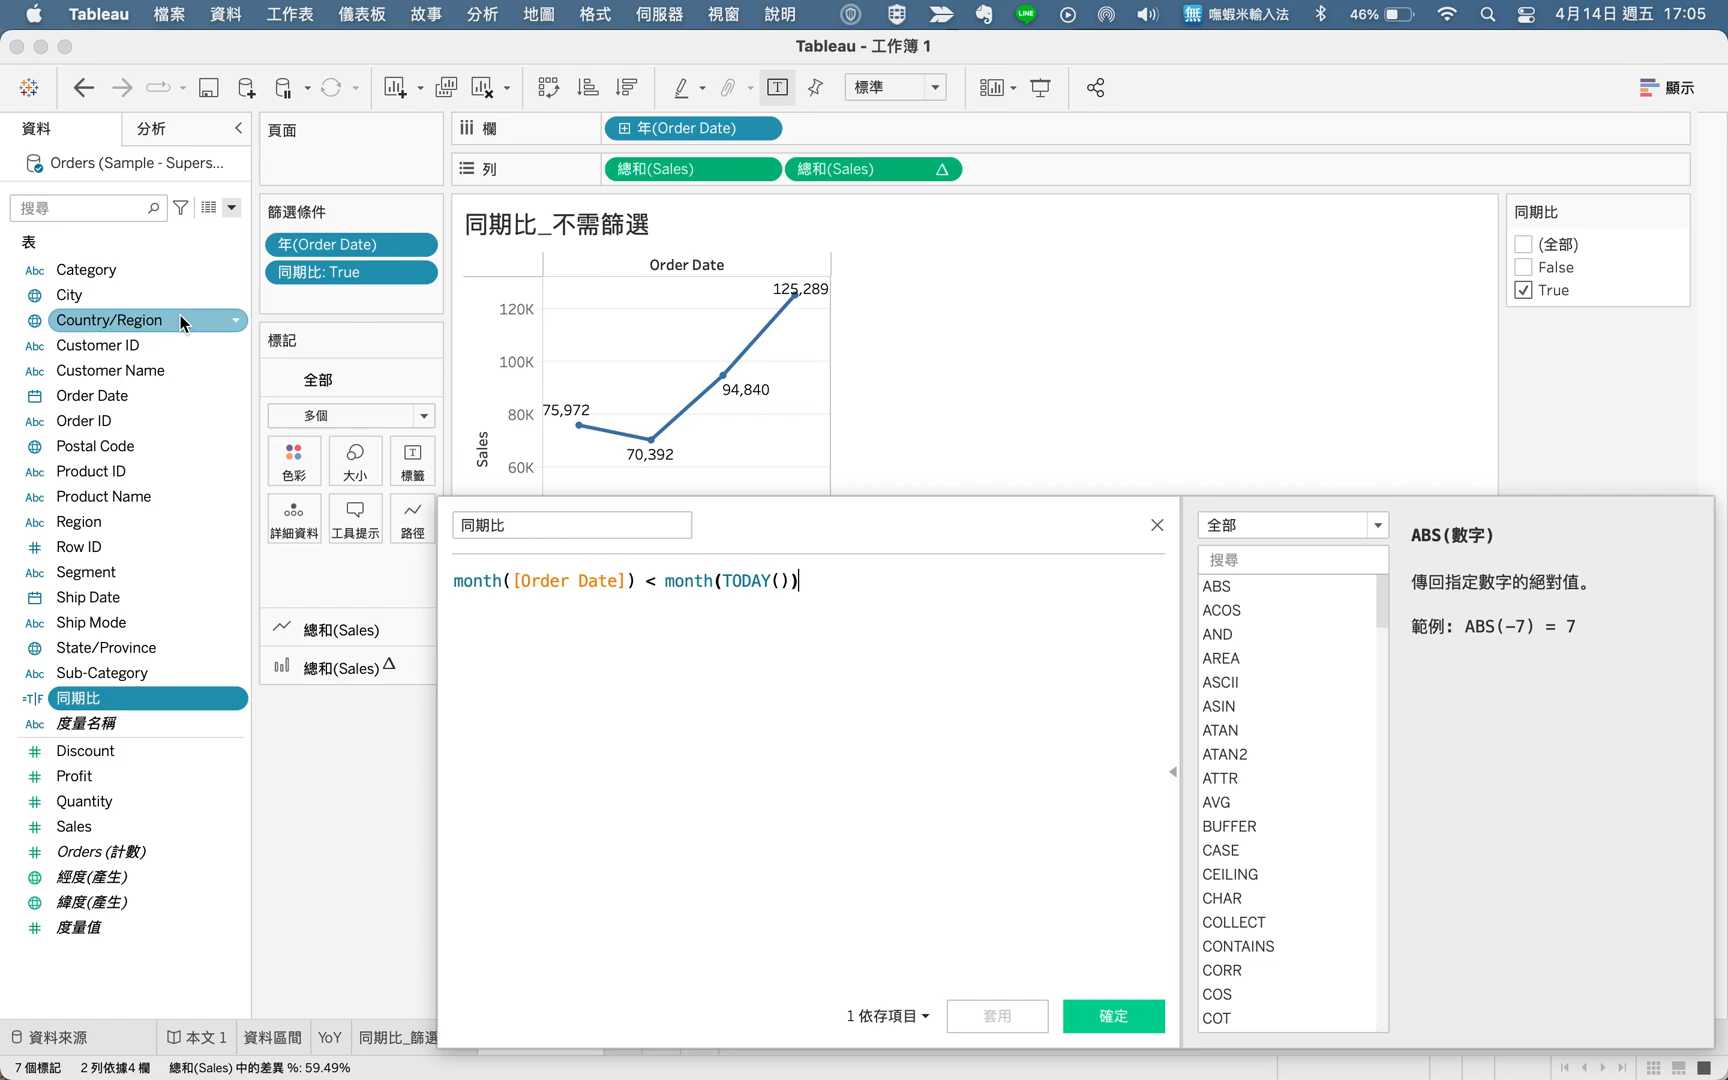 Tableau 檔案 資料 工作表 儀表板 故事 分析 地圖 格式 伺服器 視窗 說明 LINE 無 嘸蝦米輸入法 46% 4月14日 週五 17:05
Tableau - 工作簿 1
標準 顯示
資料 分析
Orders (Sample - Supers...
搜尋
表
Abc Category
City
Country/Region
Abc Customer ID
Abc Customer Name
Order Date
Abc Order ID
Postal Code
Abc Product ID
Abc Product Name
Abc Region
# Row ID
Abc Segment
Ship Date
Abc Ship Mode
State/Province
Abc Sub-Category
=T|F 同期比
Abc 度量名稱
# Discount
# Profit
# Quantity
# Sales
# Orders (計數)
經度(產生)
緯度(產生)
# 度量值
頁面
篩選條件
年(Order Date)
同期比: True
標記
全部
多個
色彩 大小 標籤
詳細資料 工具提示 路徑
總和(Sales)
總和(Sales) Δ
欄 年(Order Date)
列 總和(Sales) 總和(Sales) Δ
同期比_不需篩選
Order Date
120K
100K
80K
60K
Sales
75,972
70,392
94,840
125,289
同期比
(全部)
False
True
同期比
month([Order Date]) < month(TODAY())
1 依存項目 套用 確定
全部
搜尋
ABS
ACOS
AND
AREA
ASCII
ASIN
ATAN
ATAN2
ATTR
AVG
BUFFER
CASE
CEILING
CHAR
COLLECT
CONTAINS
CORR
COS
COT
ABS(數字)
傳回指定數字的絕對值。
範例: ABS(-7) = 7
資料來源 本文 1 資料區間 YoY 同期比_篩選
7 個標記 2 列依據4 欄 總和(Sales) 中的差異 %: 59.49%